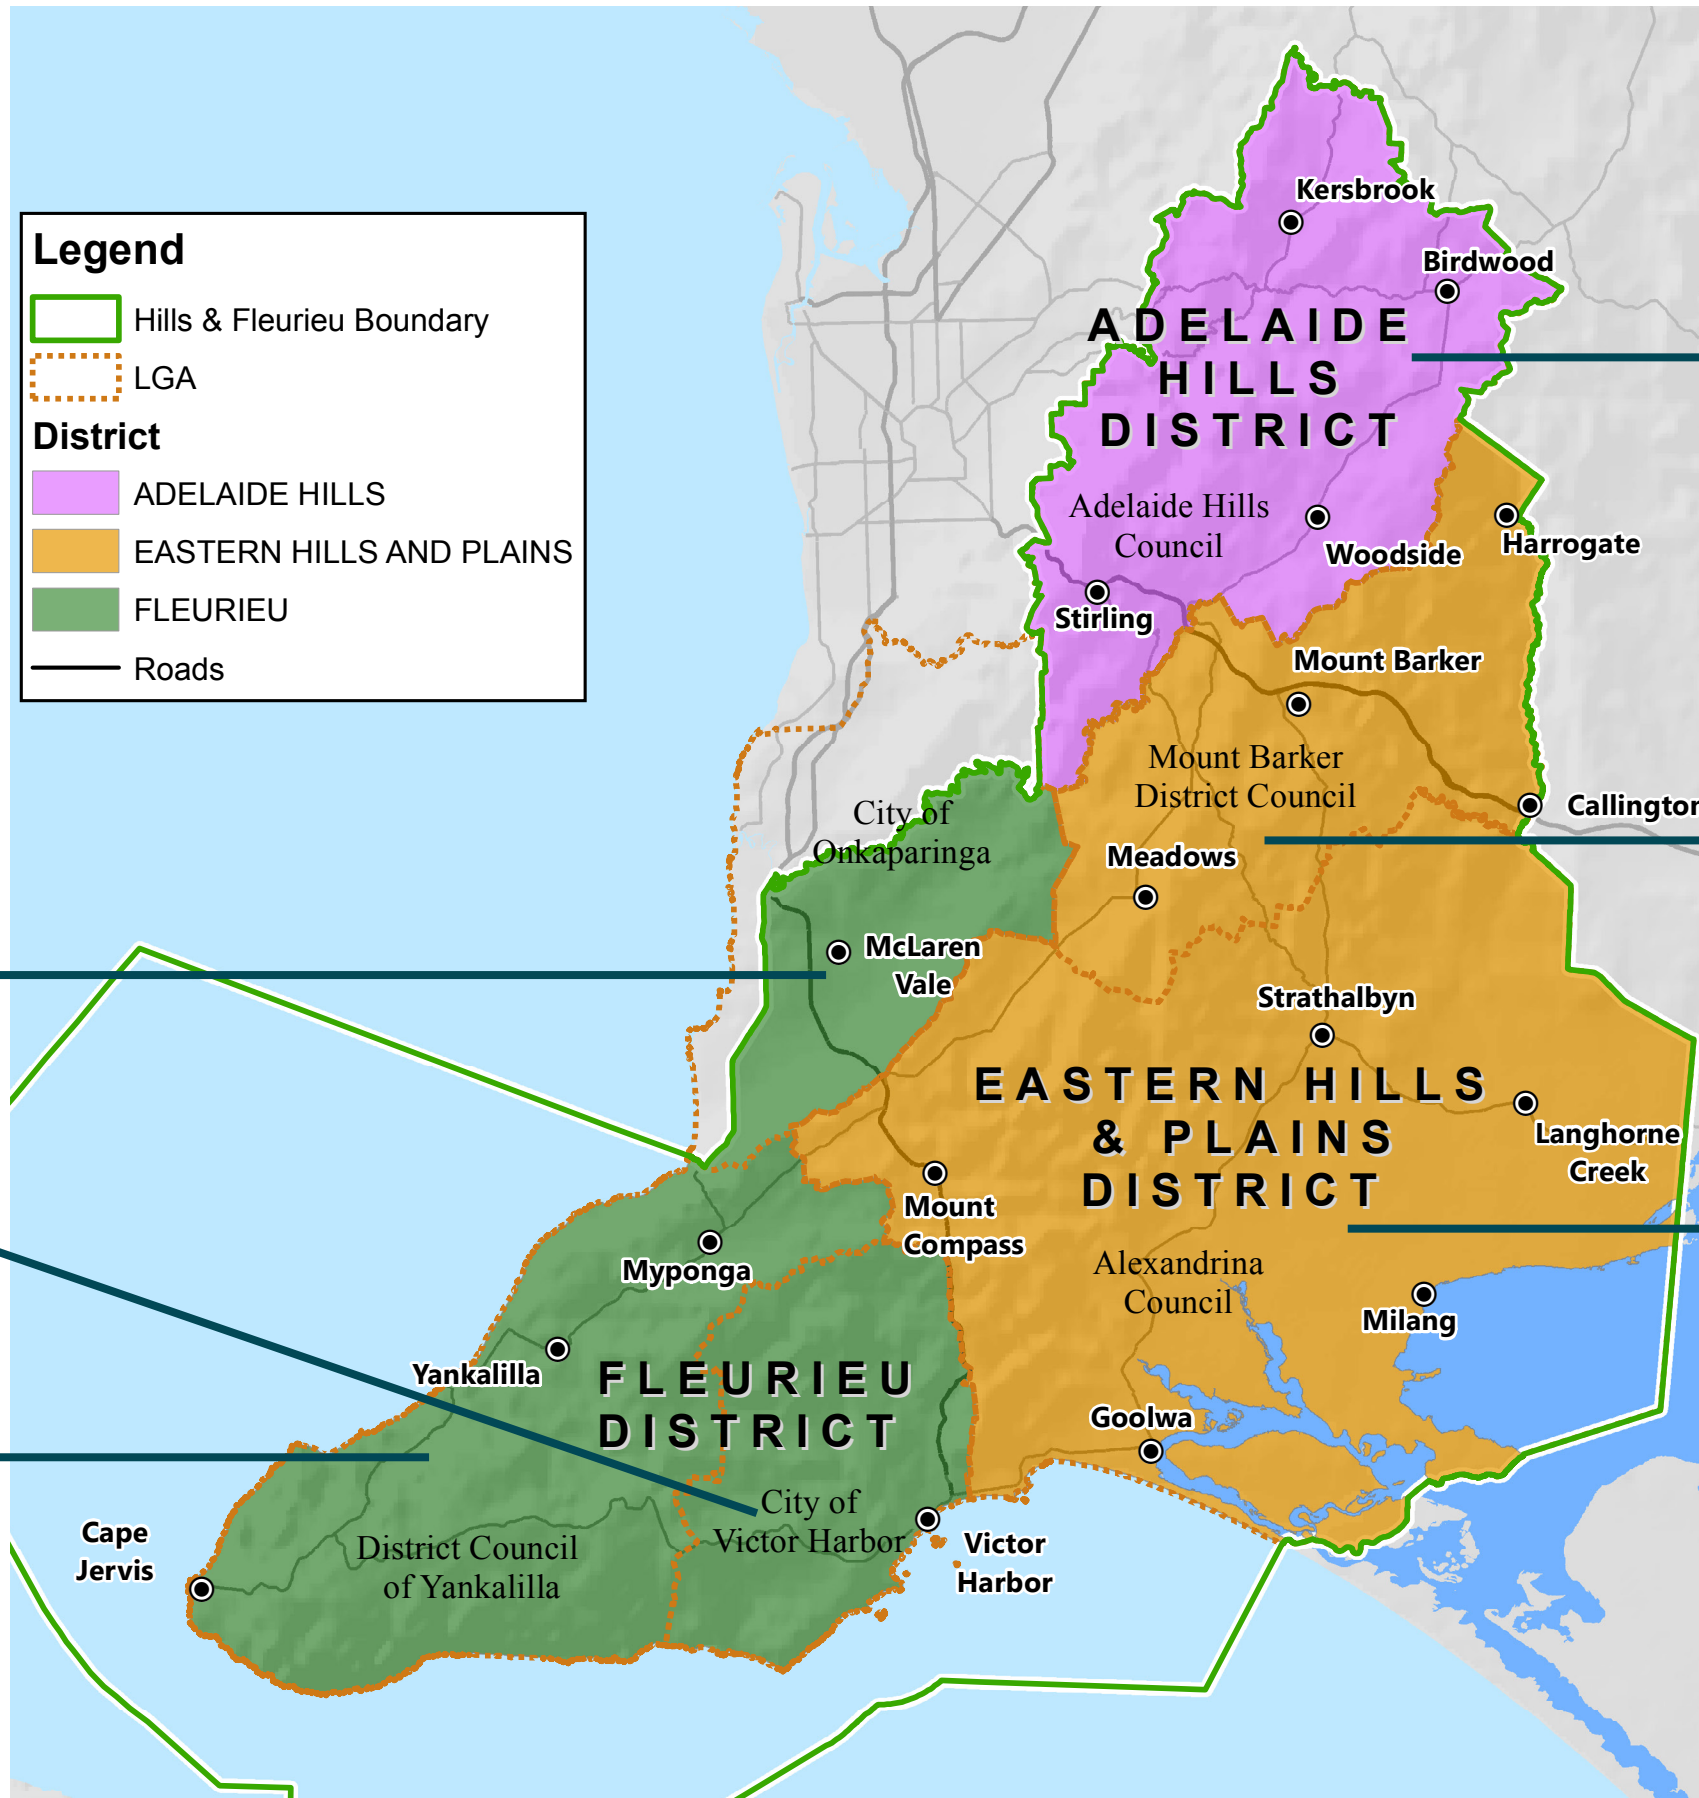 Legend
Hills & Fleurieu Boundary
LGA
District
ADELAIDE HILLS
EASTERN HILLS AND PLAINS
FLEURIEU
Roads
Kersbrook
Birdwood
ADELAIDE
HILLS
DISTRICT
Adelaide Hills
Council
Woodside
Harrogate
Stirling
Mount Barker
Mount Barker
District Council
Callington
City of
Onkaparinga
Meadows
McLaren
Vale
Strathalbyn
EASTERN HILLS
& PLAINS
DISTRICT
Langhorne
Creek
Mount
Compass
Alexandrina
Council
Milang
Myponga
Yankalilla
FLEURIEU
DISTRICT
Goolwa
City of
Victor Harbor
Victor
Harbor
Cape
Jervis
District Council
of Yankalilla